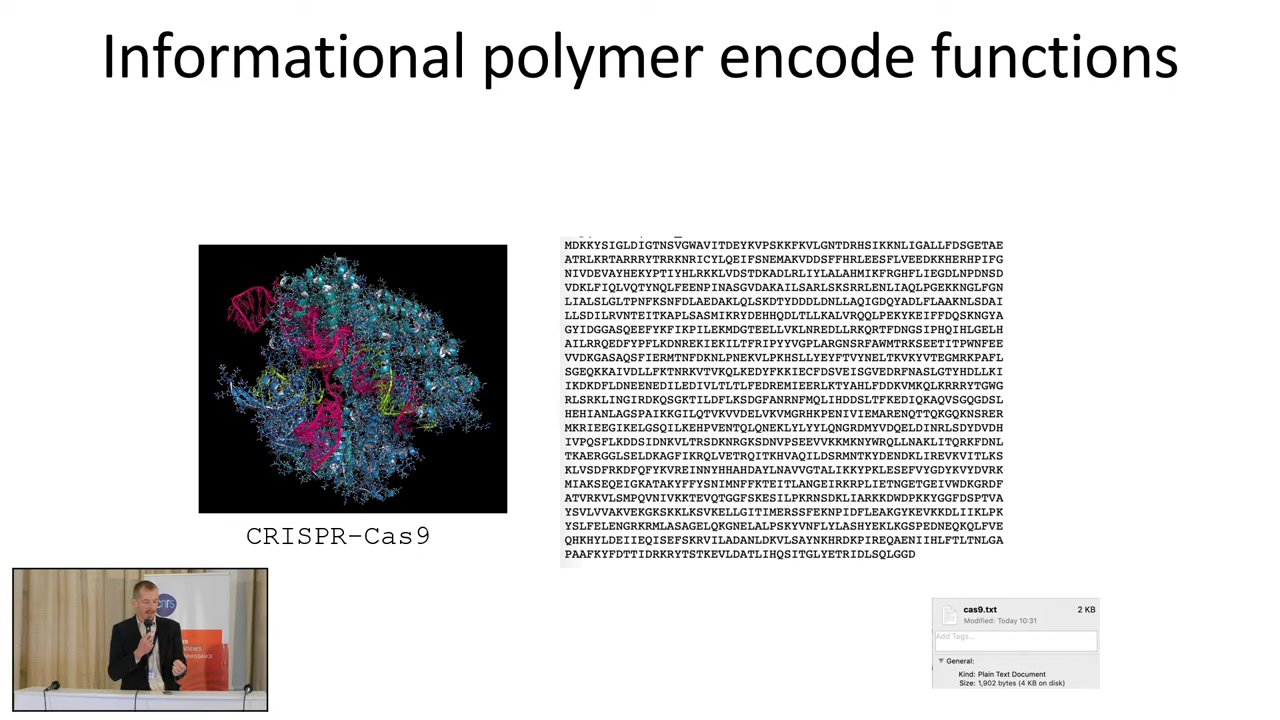 Informational polymer encode functions
MDKKYSIGLDIGTNSVGWAVITDEYKVPSKKFKVLGNTDRHSIKKNLIGALLFDSGETAE
ATRLKRTARRRYTRRKNRICYLQEIFSNEMAKVDDSFFHRLEESFLVEEDKKHERHPIFG
NIVDEVAYHEKYPTIYHLRKKLVDSTDKADLRLIYLALAHMIKFRGHFLIEGDLNPDNSD
VDKLFIQLVQTYNQLFEENPINASGVDAKAILSARLSKSRRLENLIAQLPGEKKNGLFGN
LIALSLGLTPNFKSNFDLAEDAKLQLSKDTYDDDLDNLLAQIGDQYADLFLAAKNLSDAI
LLSDILRVNTEITKAPLSASMIKRYDEHHQDLTLLKALVRQQLPEKYKEIFFDQSKNGYA
GYIDGGASQEEFYKFIKPILEKMDGTEELLVKLNREDLLRKQRTFDNGSIPHQIHLGELH
AILRRQEDFYPFLKDNREKIEKILTFRIPYYVGPLARGNSRFAWMTRKSEETITPWNFEE
VVDKGASAQSFIERMTNFDKNLPNEKVLPKHSLLYEYFTVYNELTKVKYVTEGMRKPAFL
SGEQKKAIVDLLFKTNRKVTVKQLKEDYFKKIECFDSVEISGVEDRFNASLGTYHDLLKI
IKDKDFLDNEENEDILEDIVLTLTLFEDREMIEERLKTYAHLFDDKVMKQLKRRRYTGWG
RLSRKLINGIRDKQSGKTILDFLKSDGFANRNFMQLIHDDSLTFKEDIQKAQVSGQGDSL
HEHIANLAGSPAIKKGILQTVKVVDELVKVMGRHKPENIVIEMARENQTTQKGQKNSRER
MKRIEEGIKELGSQILKEHPVENTQLQNEKLYLYYLQNGRDMYVDQELDINRLSDYDVDH
IVPQSFLKDDSIDNKVLTRSDKNRGKSDNVPSEEVVKKMKNYWRQLLNAKLITQRKFDNL
TKAERGGLSELDKAGFIKRQLVETRQITKHVAQILDSRMNTKYDENDKLIREVKVITLKS
KLVSDFRKDFQFYKVREINNYHHAHDAYLNAVVGTALIKKYPKLESEFVYGDYKVYDVRK
MIAKSEQEIGKATAKYFFYSNIMNFFKTEITLANGEIRKRPLIETNGETGEIVWDKGRDF
ATVRKVLSMPQVNIVKKTEVQTGGFSKESILPKRNSDKLIARKKDWDPKKYGGFDSPTVA
YSVLVVAKVEKGKSKKLKSVKELLGITIMERSSFEKNPIDFLEAKGYKEVKKDLIIKLPK
YSLFELENGRKRMLASAGELQKGNELALPSKYVNFLYLASHYEKLKGSPEDNEQKQLFVE
QHKHYLDEIIEQISEFSKRVILADANLDKVLSAYNKHRDKPIREQAENIIHLFTLTNLGA
PAAFKYFDTTIDRKRYTSTKEVLDATLIHQSITGLYETRIDLSQLGGD
CRISPR-Cas9
cas9.txt 2 KB
Modified: Today 10:31
Add Tags...
General:
Kind: Plain Text Document
Size: 1,902 bytes (4 KB on disk)
cnrs